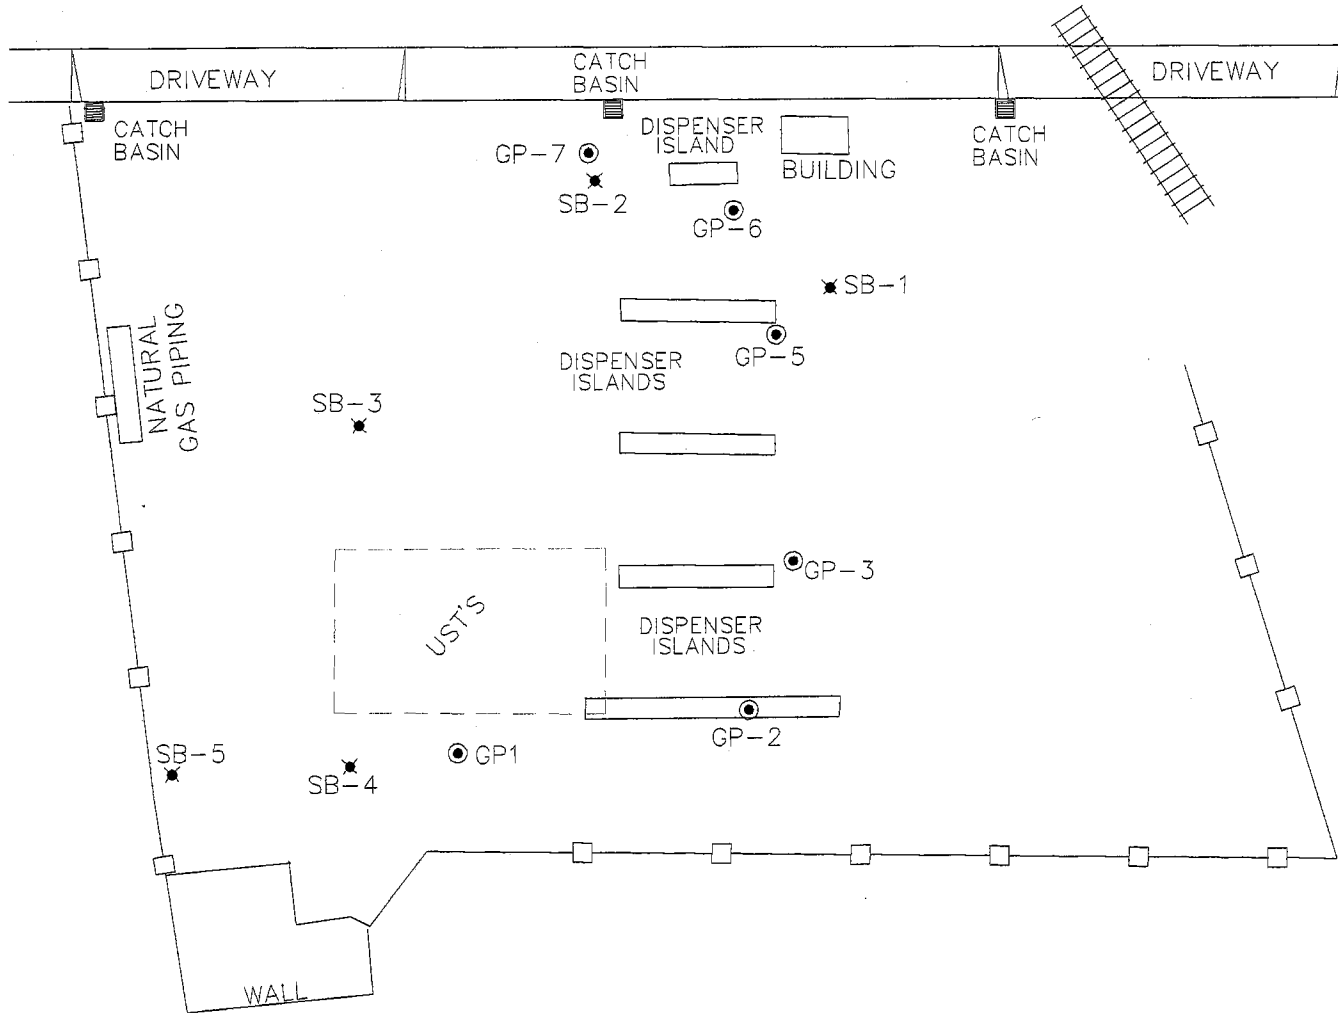 DRIVEWAY
CATCH
BASIN
DRIVEWAY
CATCH
BASIN
DISPENSER
ISLAND
CATCH
BASIN
GP-7
BUILDING
SB-2
GP-6
SB-1
NATURAL
GAS PIPING
DISPENSER
ISLANDS
GP-5
SB-3
GP-3
UST'S
DISPENSER
ISLANDS
GP-2
SB-5
SB-4
GP1
WALL